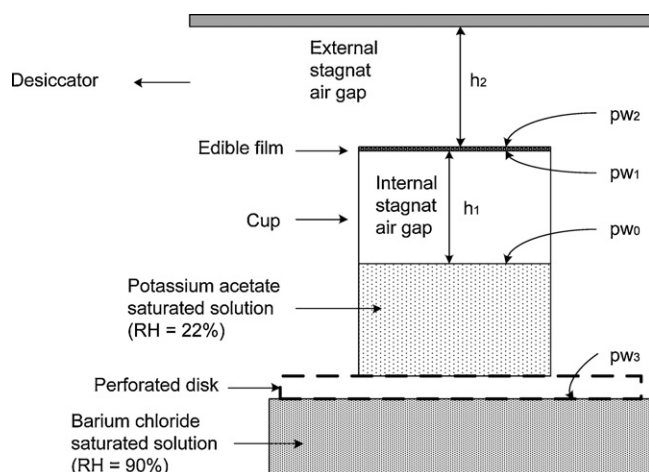 External
stagnat
air gap
h2
Desiccator
pw2
Edible film
pw1
Internal
stagnat
air gap
h1
Cup
pw0
Potassium acetate
saturated solution
(RH = 22%)
pw3
Perforated disk
Barium chloride
saturated solution
(RH = 90%)